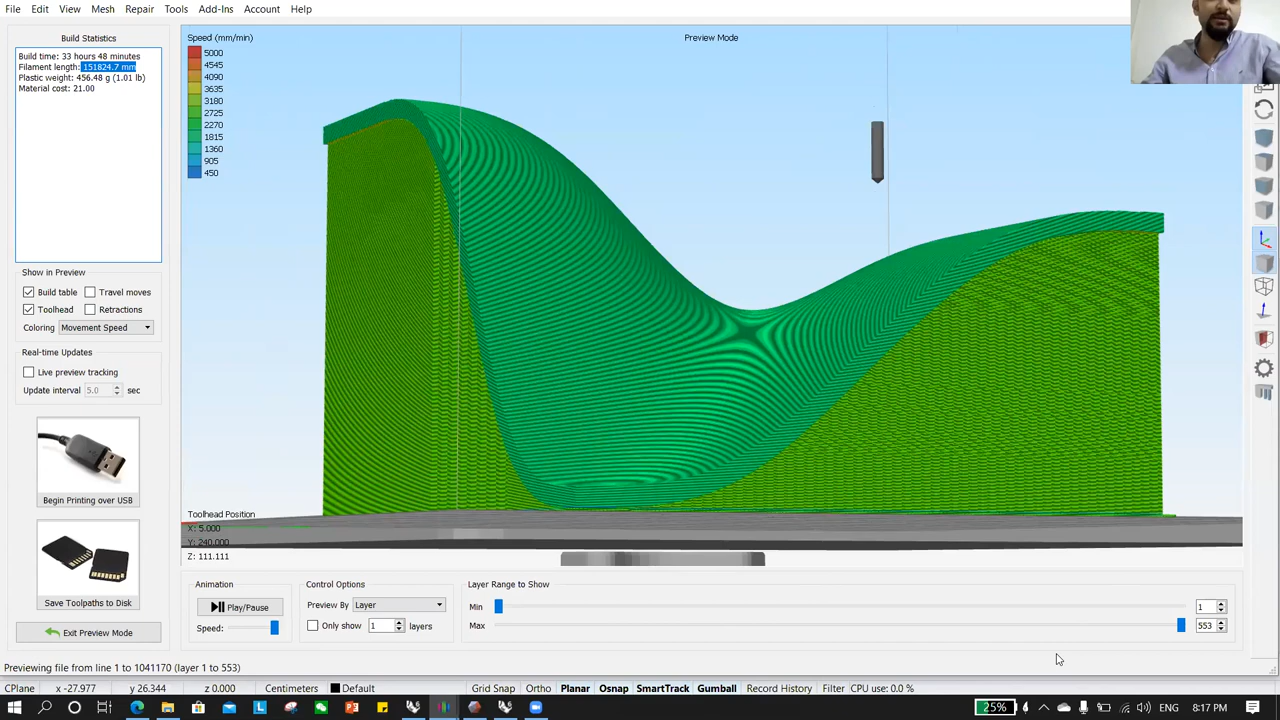 File Edit View Mesh Repair Tools Add-Ins Account Help
Build Statistics
Build time: 33 hours 48 minutes
Filament length: 151824.7 mm
Plastic weight: 456.48 g (1.01 lb)
Material cost: 21.00
Show in Preview
Build table Travel moves
Toolhead Retractions
Coloring Movement Speed
Real-time Updates
Live preview tracking
Update interval 5.0 sec
Begin Printing over USB
Save Toolpaths to Disk
Exit Preview Mode
Speed (mm/min)
5000
4545
4090
3635
3180
2725
2270
1815
1360
905
450
Preview Mode
Toolhead Position
X: 5.000
Y: 240.000
Z: 111.111
Animation
Play/Pause
Speed:
Control Options
Preview By Layer
Only show 1 layers
Layer Range to Show
Min 1
Max 553
Previewing file from line 1 to 1041170 (layer 1 to 553)
CPlane x -27.977 y 26.344 z 0.000 Centimeters Default Grid Snap Ortho Planar Osnap SmartTrack Gumball Record History Filter CPU use: 0.0 %
25% ENG 8:17 PM